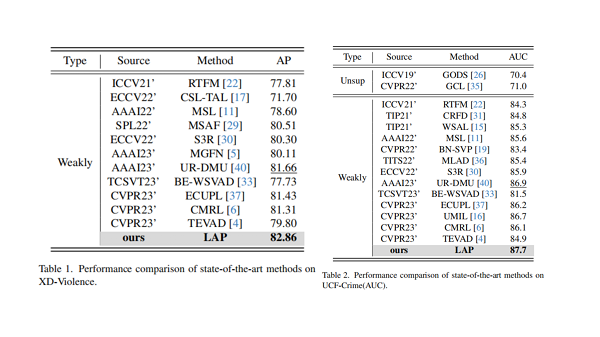 Type Source Method AP
Weakly
ICCV21' RTFM [22] 77.81
ECCV22' CSL-TAL [17] 71.70
AAAI22' MSL [11] 78.60
SPL22' MSAF [29] 80.51
ECCV22' S3R [30] 80.30
AAAI23' MGFN [5] 80.11
AAAI23' UR-DMU [40] 81.66
TCSVT23' BE-WSVAD [33] 77.73
CVPR23' ECUPL [37] 81.43
CVPR23' CMRL [6] 81.31
CVPR23' TEVAD [4] 79.80
ours LAP 82.86
Table 1. Performance comparison of state-of-the-art methods on
XD-Violence.
Type Source Method AUC
Unsup
ICCV19' GODS [26] 70.4
CVPR22' GCL [35] 71.0
Weakly
ICCV21' RTFM [22] 84.3
TIP21' CRFD [31] 84.8
TIP21' WSAL [15] 85.3
AAAI22' MSL [11] 85.6
CVPR22' BN-SVP [19] 83.4
TITS22' MLAD [36] 85.4
ECCV22' S3R [30] 85.9
AAAI23' UR-DMU [40] 86.9
TCSVT23' BE-WSVAD [33] 81.5
CVPR23' ECUPL [37] 86.2
CVPR23' UMIL [16] 86.7
CVPR23' CMRL [6] 86.1
CVPR23' TEVAD [4] 84.9
ours LAP 87.7
Table 2. Performance comparison of state-of-the-art methods on
UCF-Crime(AUC).